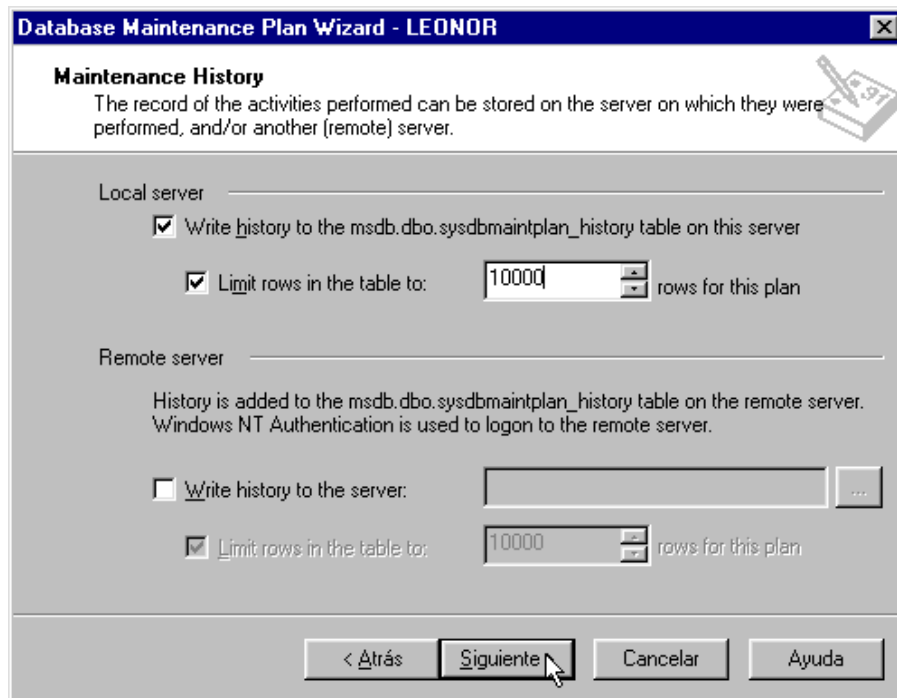 Database Maintenance Plan Wizard - LEONOR
Maintenance History
The record of the activities performed can be stored on the server on which they were
performed, and/or another (remote) server.
97
Local server
Write history to the msdb.dbo.sysdbmaintplan_history table on this server
Limit rows in the table to: 10000 rows for this plan
Remote server
History is added to the msdb.dbo.sysdbmaintplan_history table on the remote server.
Windows NT Authentication is used to logon to the remote server.
Write history to the server: ...
Limit rows in the table to: 10000 rows for this plan
< Atrás Siguiente Cancelar Ayuda